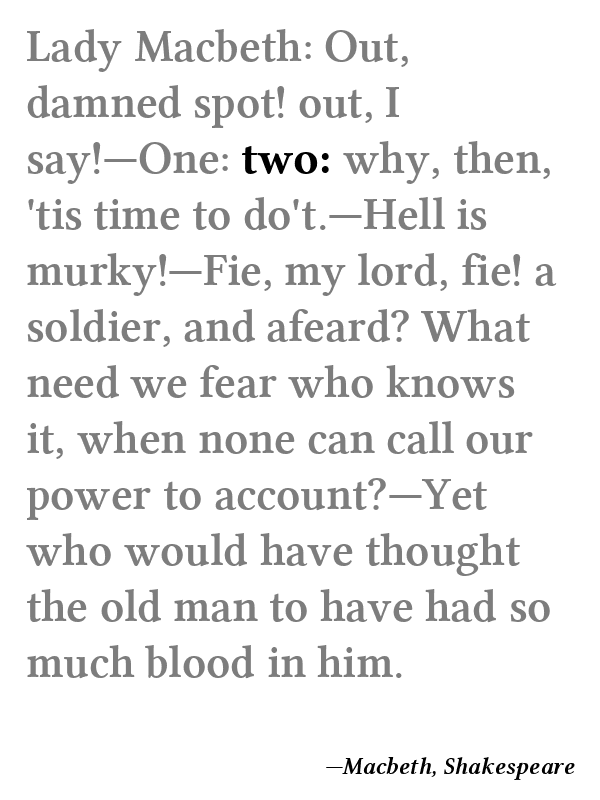 Lady Macbeth: Out,
damned spot! out, I
say!—One: two: why, then,
'tis time to do't.—Hell is
murky!—Fie, my lord, fie! a
soldier, and afeard? What
need we fear who knows
it, when none can call our
power to account?—Yet
who would have thought
the old man to have had so
much blood in him.
—Macbeth, Shakespeare